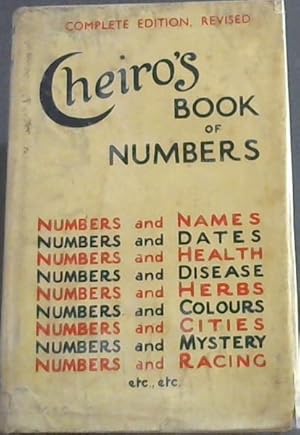 COMPLETE EDITION, REVISED
Cheiro's
BOOK
OF
NUMBERS
NUMBERS and NAMES
NUMBERS and DATES
NUMBERS and HEALTH
NUMBERS and DISEASE
NUMBERS and HERBS
NUMBERS and COLOURS
NUMBERS and CITIES
NUMBERS and MYSTERY
NUMBERS and RACING
etc., etc.